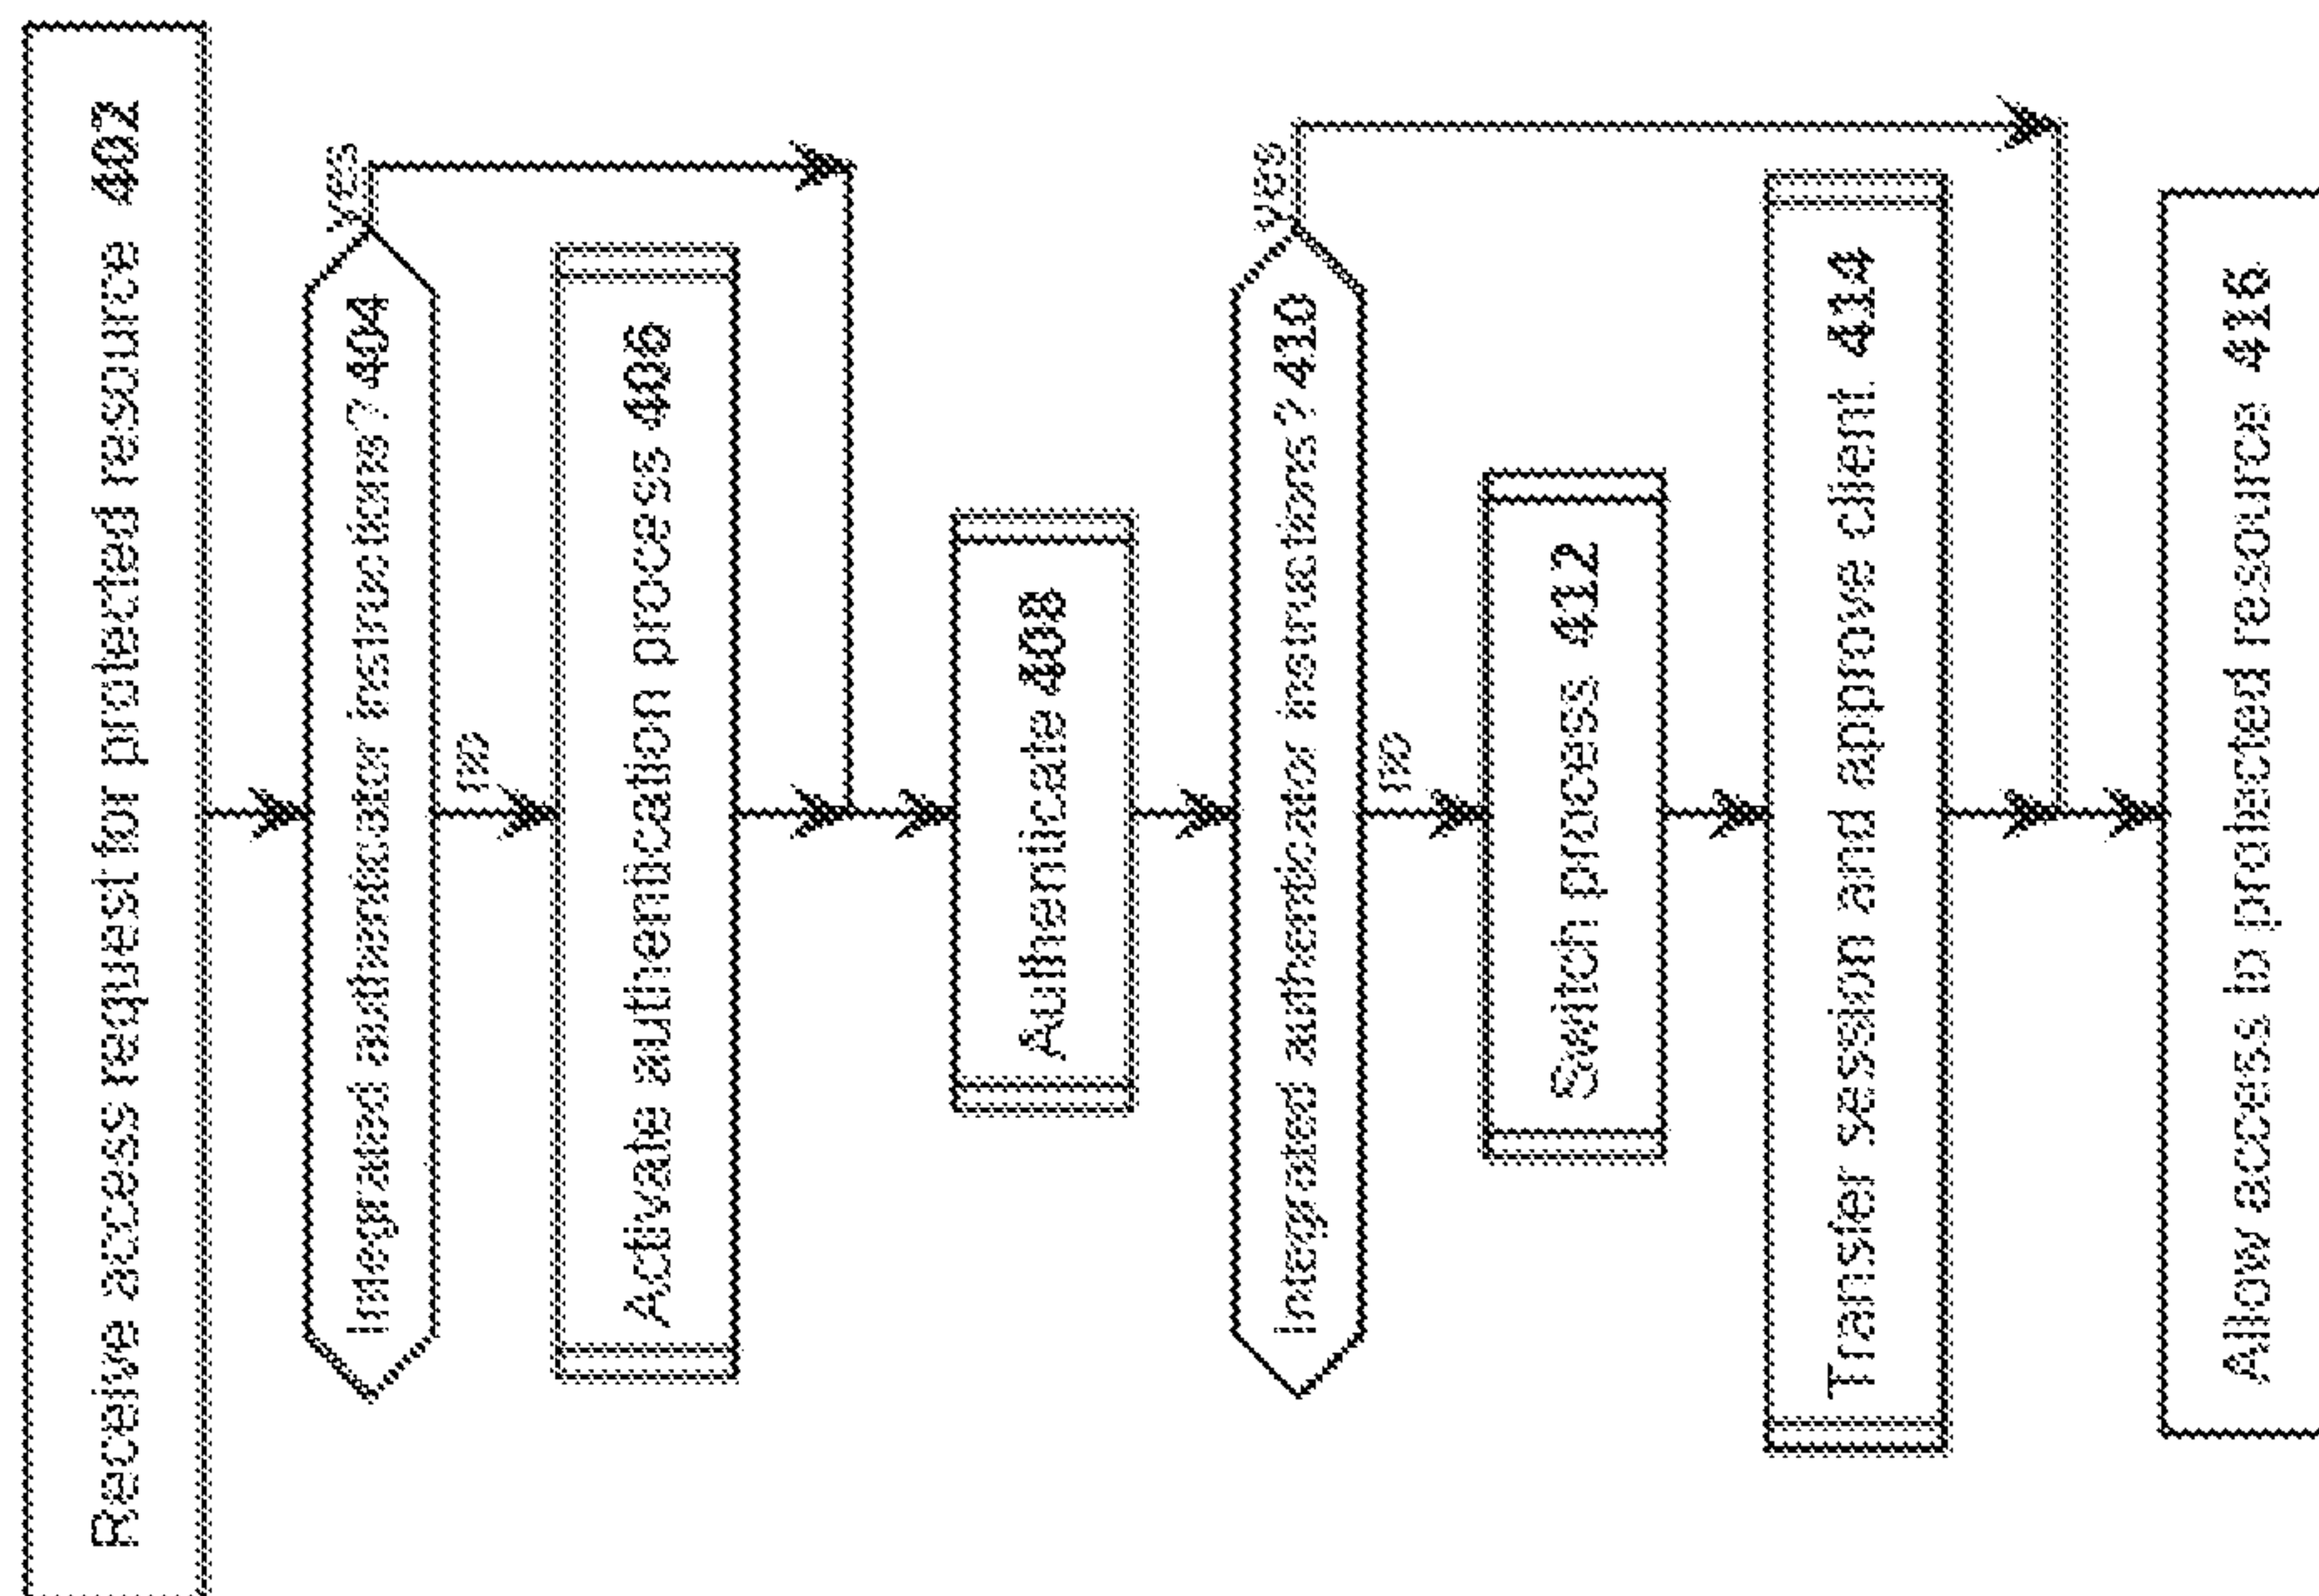 Receive access request for protected resource 402
Integrated authenticator instructions? 404
yes
no
Activate authentication process 406
Authenticate 408
Integrated authenticator instructions? 410
yes
no
Switch process 412
Transfer session and approve client 414
Allow access to protected resource 416